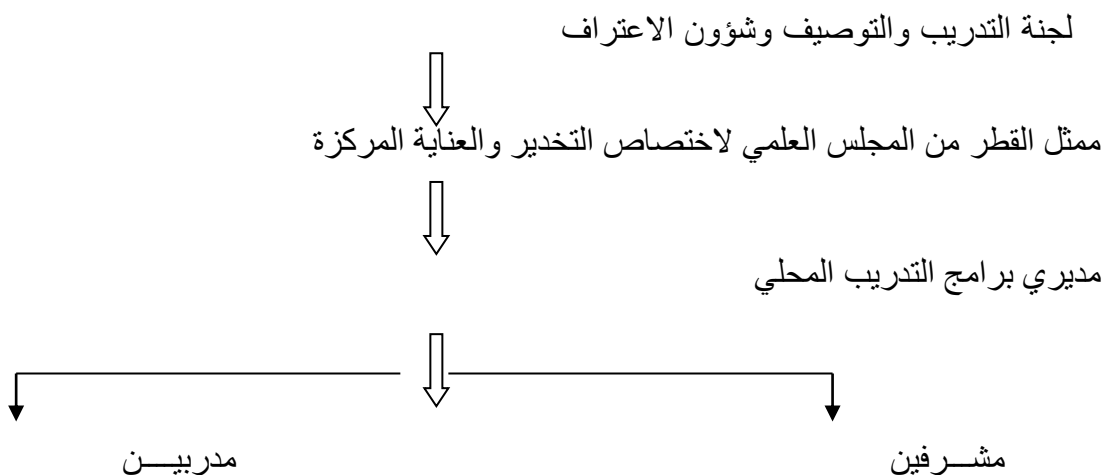 لجنة التدريب والتوصيف وشؤون الاعتراف
ممثل القطر من المجلس العلمي لاختصاص التخدير والعناية المركزة
مديري برامج التدريب المحلي
مشـــرفين
مدربيـــــن